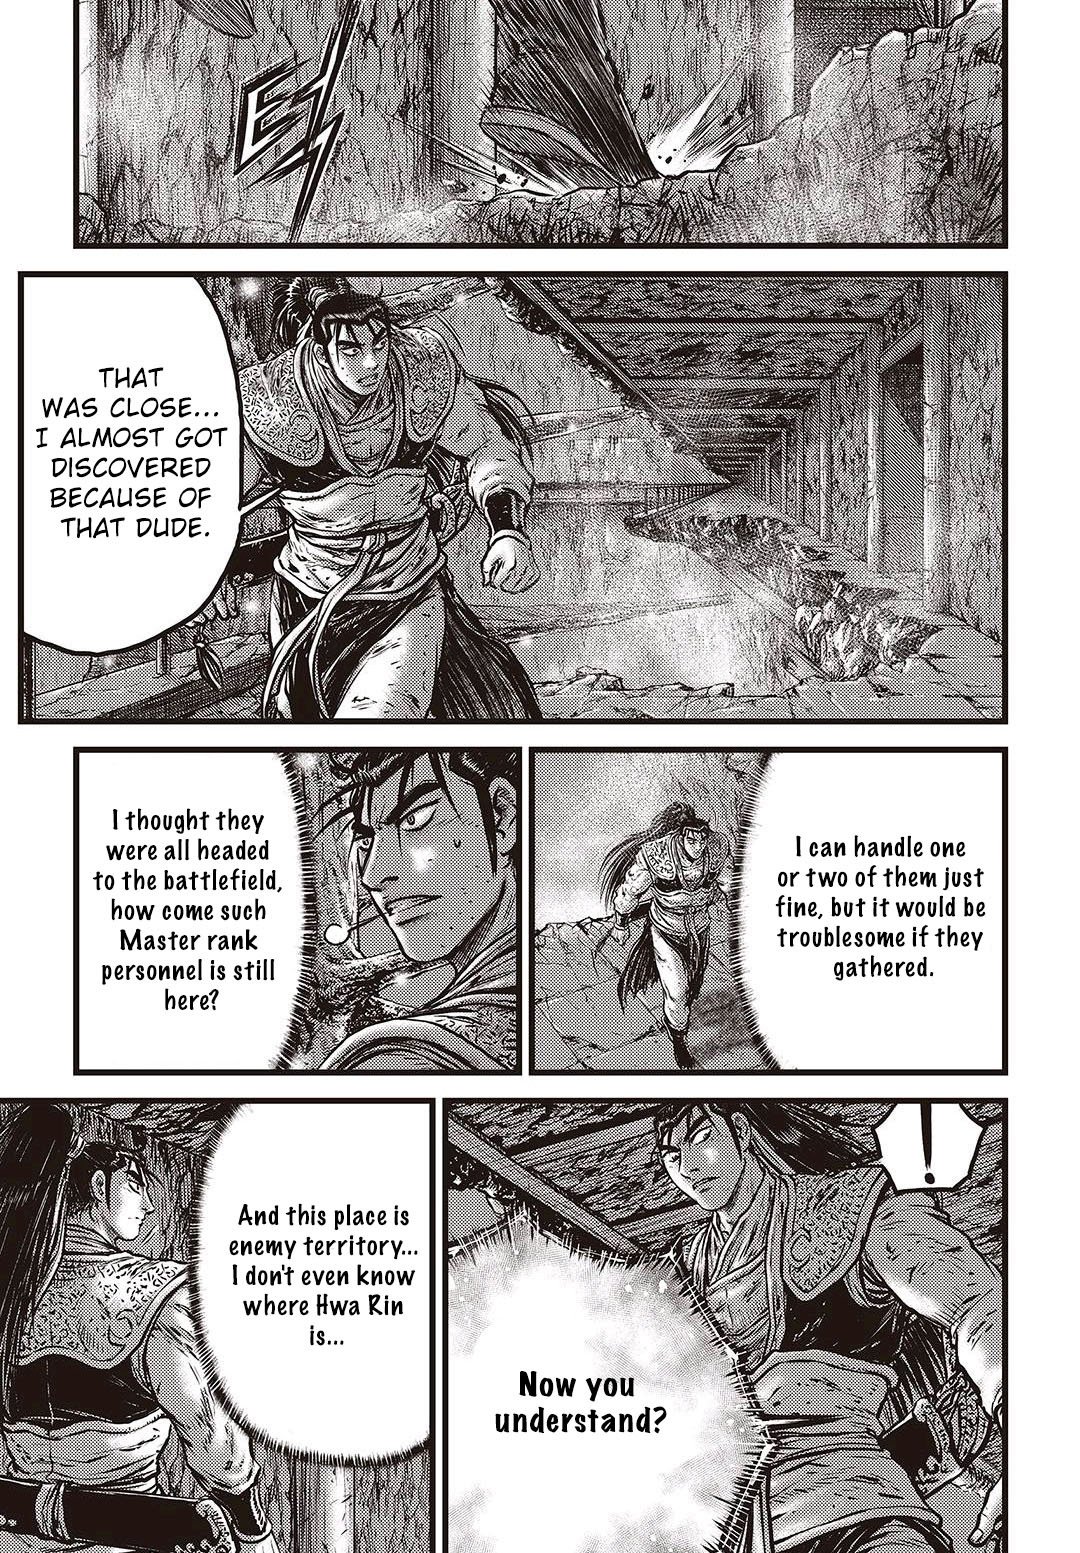 THAT
WAS CLOSE...
I ALMOST GOT
DISCOVERED
BECAUSE OF
THAT DUDE.
I can handle one
or two of them just
fine, but it would be
troublesome if they
gathered.
I thought they
were all headed
to the battlefield,
how come such
Master rank
personnel is still
here?
!
Now you
understand?
And this place is
enemy territory...
I don't even know
where Hwa Rin
is...